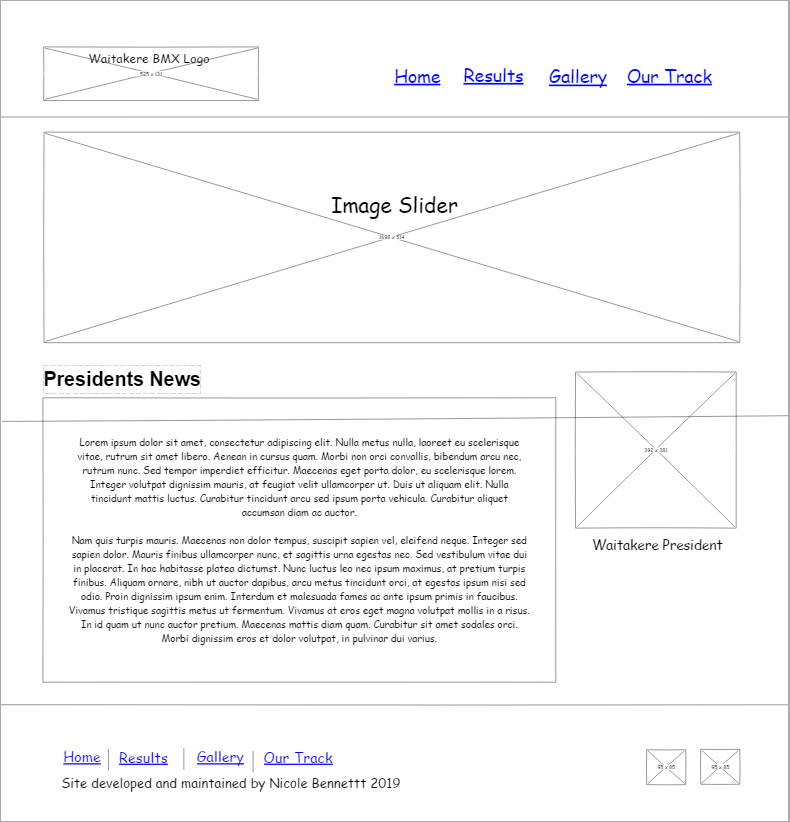 Waitakere BMX Logo
525 x 131
Home Results Gallery Our Track
Image Slider
Presidents News
Lorem ipsum dolor sit amet, consectetur adipiscing elit. Nulla metus nulla, laoreet eu scelerisque
vitae, rutrum sit amet libero. Aenean in cursus quam. Morbi non orci convallis, bibendum arcu nec,
rutrum nunc. Sed tempor imperdiet efficitur. Maecenas eget porta dolor, eu scelerisque lorem.
Integer volutpat dignissim mauris, at feugiat velit ullamcorper ut. Duis ut aliquam elit. Nulla
tincidunt mattis luctus. Curabitur tincidunt arcu sed ipsum porta vehicula. Curabitur aliquet
accumsan diam ac auctor.
Nam quis turpis mauris. Maecenas non dolor tempus, suscipit sapien vel, eleifend neque. Integer sed
sapien dolor. Mauris finibus ullamcorper nunc, et sagittis urna egestas nec. Sed vestibulum vitae dui
in placerat. In hac habitasse platea dictumst. Nunc luctus leo nec ipsum maximus, at pretium turpis
finibus. Aliquam ornare, nibh ut auctor dapibus, arcu metus tincidunt orci, at egestas ipsum nisi sed
odio. Proin dignissim ipsum enim. Interdum et malesuada fames ac ante ipsum primis in faucibus.
Vivamus tristique sagittis metus ut fermentum. Vivamus at eros eget magna volutpat mollis in a risus.
In id quam ut nunc auctor pretium. Maecenas mattis diam quam. Curabitur sit amet sodales orci.
Morbi dignissim eros et dolor volutpat, in pulvinar dui varius.
392 x 381
Waitakere President
Home Results Gallery Our Track
Site developed and maintained by Nicole Bennettt 2019
95 x 85 95 x 85